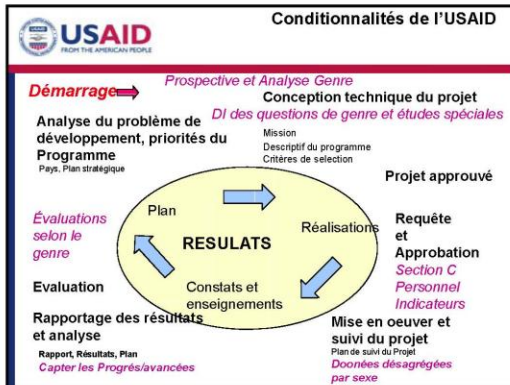 Conditionnalités de l'USAID
USAID
FROM THE AMERICAN PEOPLE
Démarrage
Prospective et Analyse Genre
Conception technique du projet
DI des questions de genre et études spéciales
Mission
Descriptif du programme
Critères de selection
Analyse du problème de
développement, priorités du
Programme
Pays, Plan stratégique
Projet approuvé
Plan
Réalisations
RESULATS
Constats et
enseignements
Évaluations
selon le
genre
Requête
et
Approbation
Section C
Personnel
Indicateurs
Evaluation
Rapportage des résultats
et analyse
Rapport, Résultats, Plan
Capter les Progrés/avancées
Mise en oeuver et
suivi du projet
Plan de suivi du Projet
Doonées désagrégées
par sexe